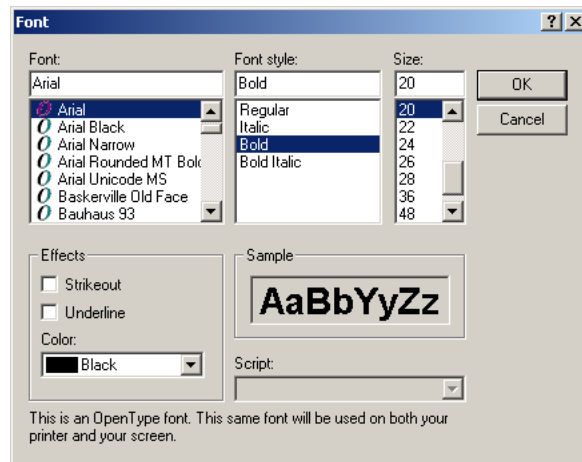 Font
Font: Font style: Size:
Arial Bold 20 OK
Arial Regular 20 Cancel
Arial Black Italic 22
Arial Narrow Bold 24
Arial Rounded MT Bold Bold Italic 26
Arial Unicode MS 28
Baskerville Old Face 36
Bauhaus 93 48
Effects Sample
Strikeout AaBbYyZz
Underline
Color:
Black Script:
This is an OpenType font. This same font will be used on both your
printer and your screen.